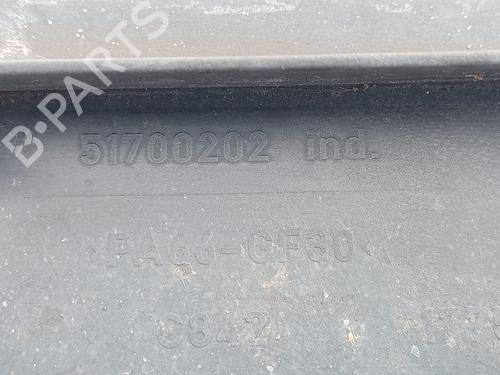 B-PARTS
51700202 ind.
>PA66-GF30<
C842